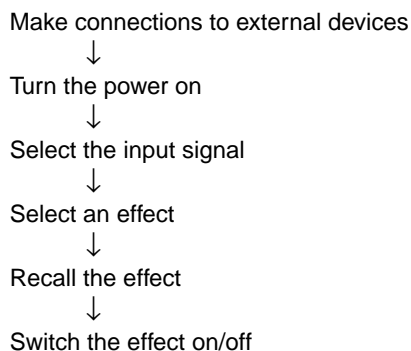 Make connections to external devices
↓
Turn the power on
↓
Select the input signal
↓
Select an effect
↓
Recall the effect
↓
Switch the effect on/off